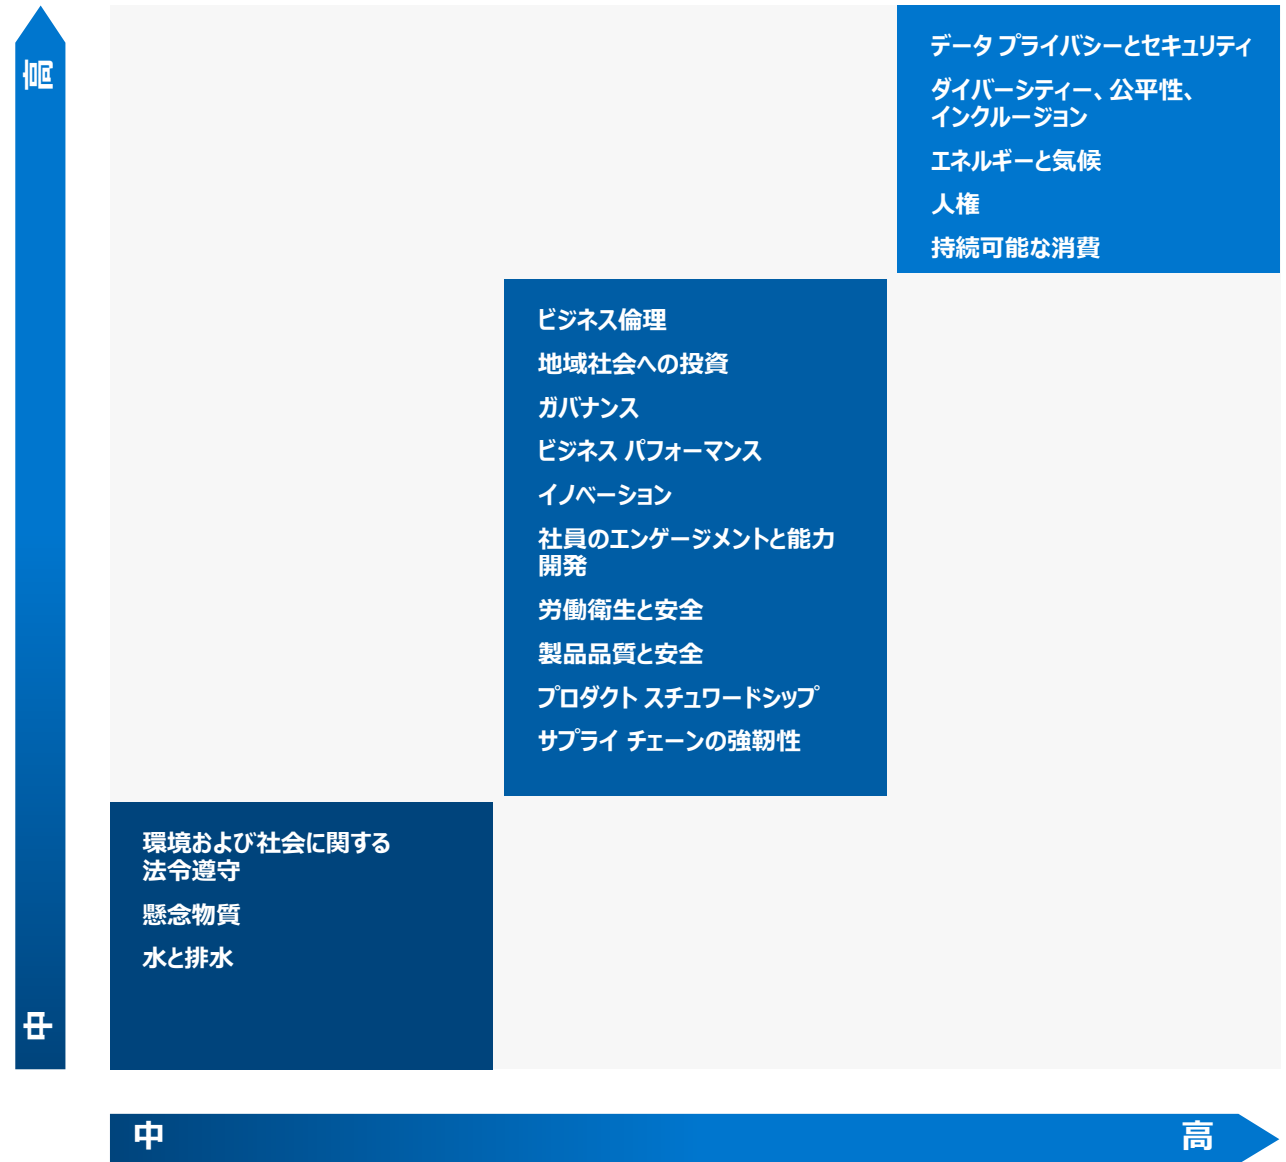 高
データ プライバシーとセキュリティ
ダイバーシティー、公平性、
インクルージョン
エネルギーと気候
人権
持続可能な消費
ビジネス倫理
地域社会への投資
ガバナンス
ビジネス パフォーマンス
イノベーション
社員のエンゲージメントと能力
開発
労働衛生と安全
製品品質と安全
プロダクト スチュワードシップ
サプライ チェーンの強靭性
環境および社会に関する
法令遵守
懸念物質
水と排水
中
中
高